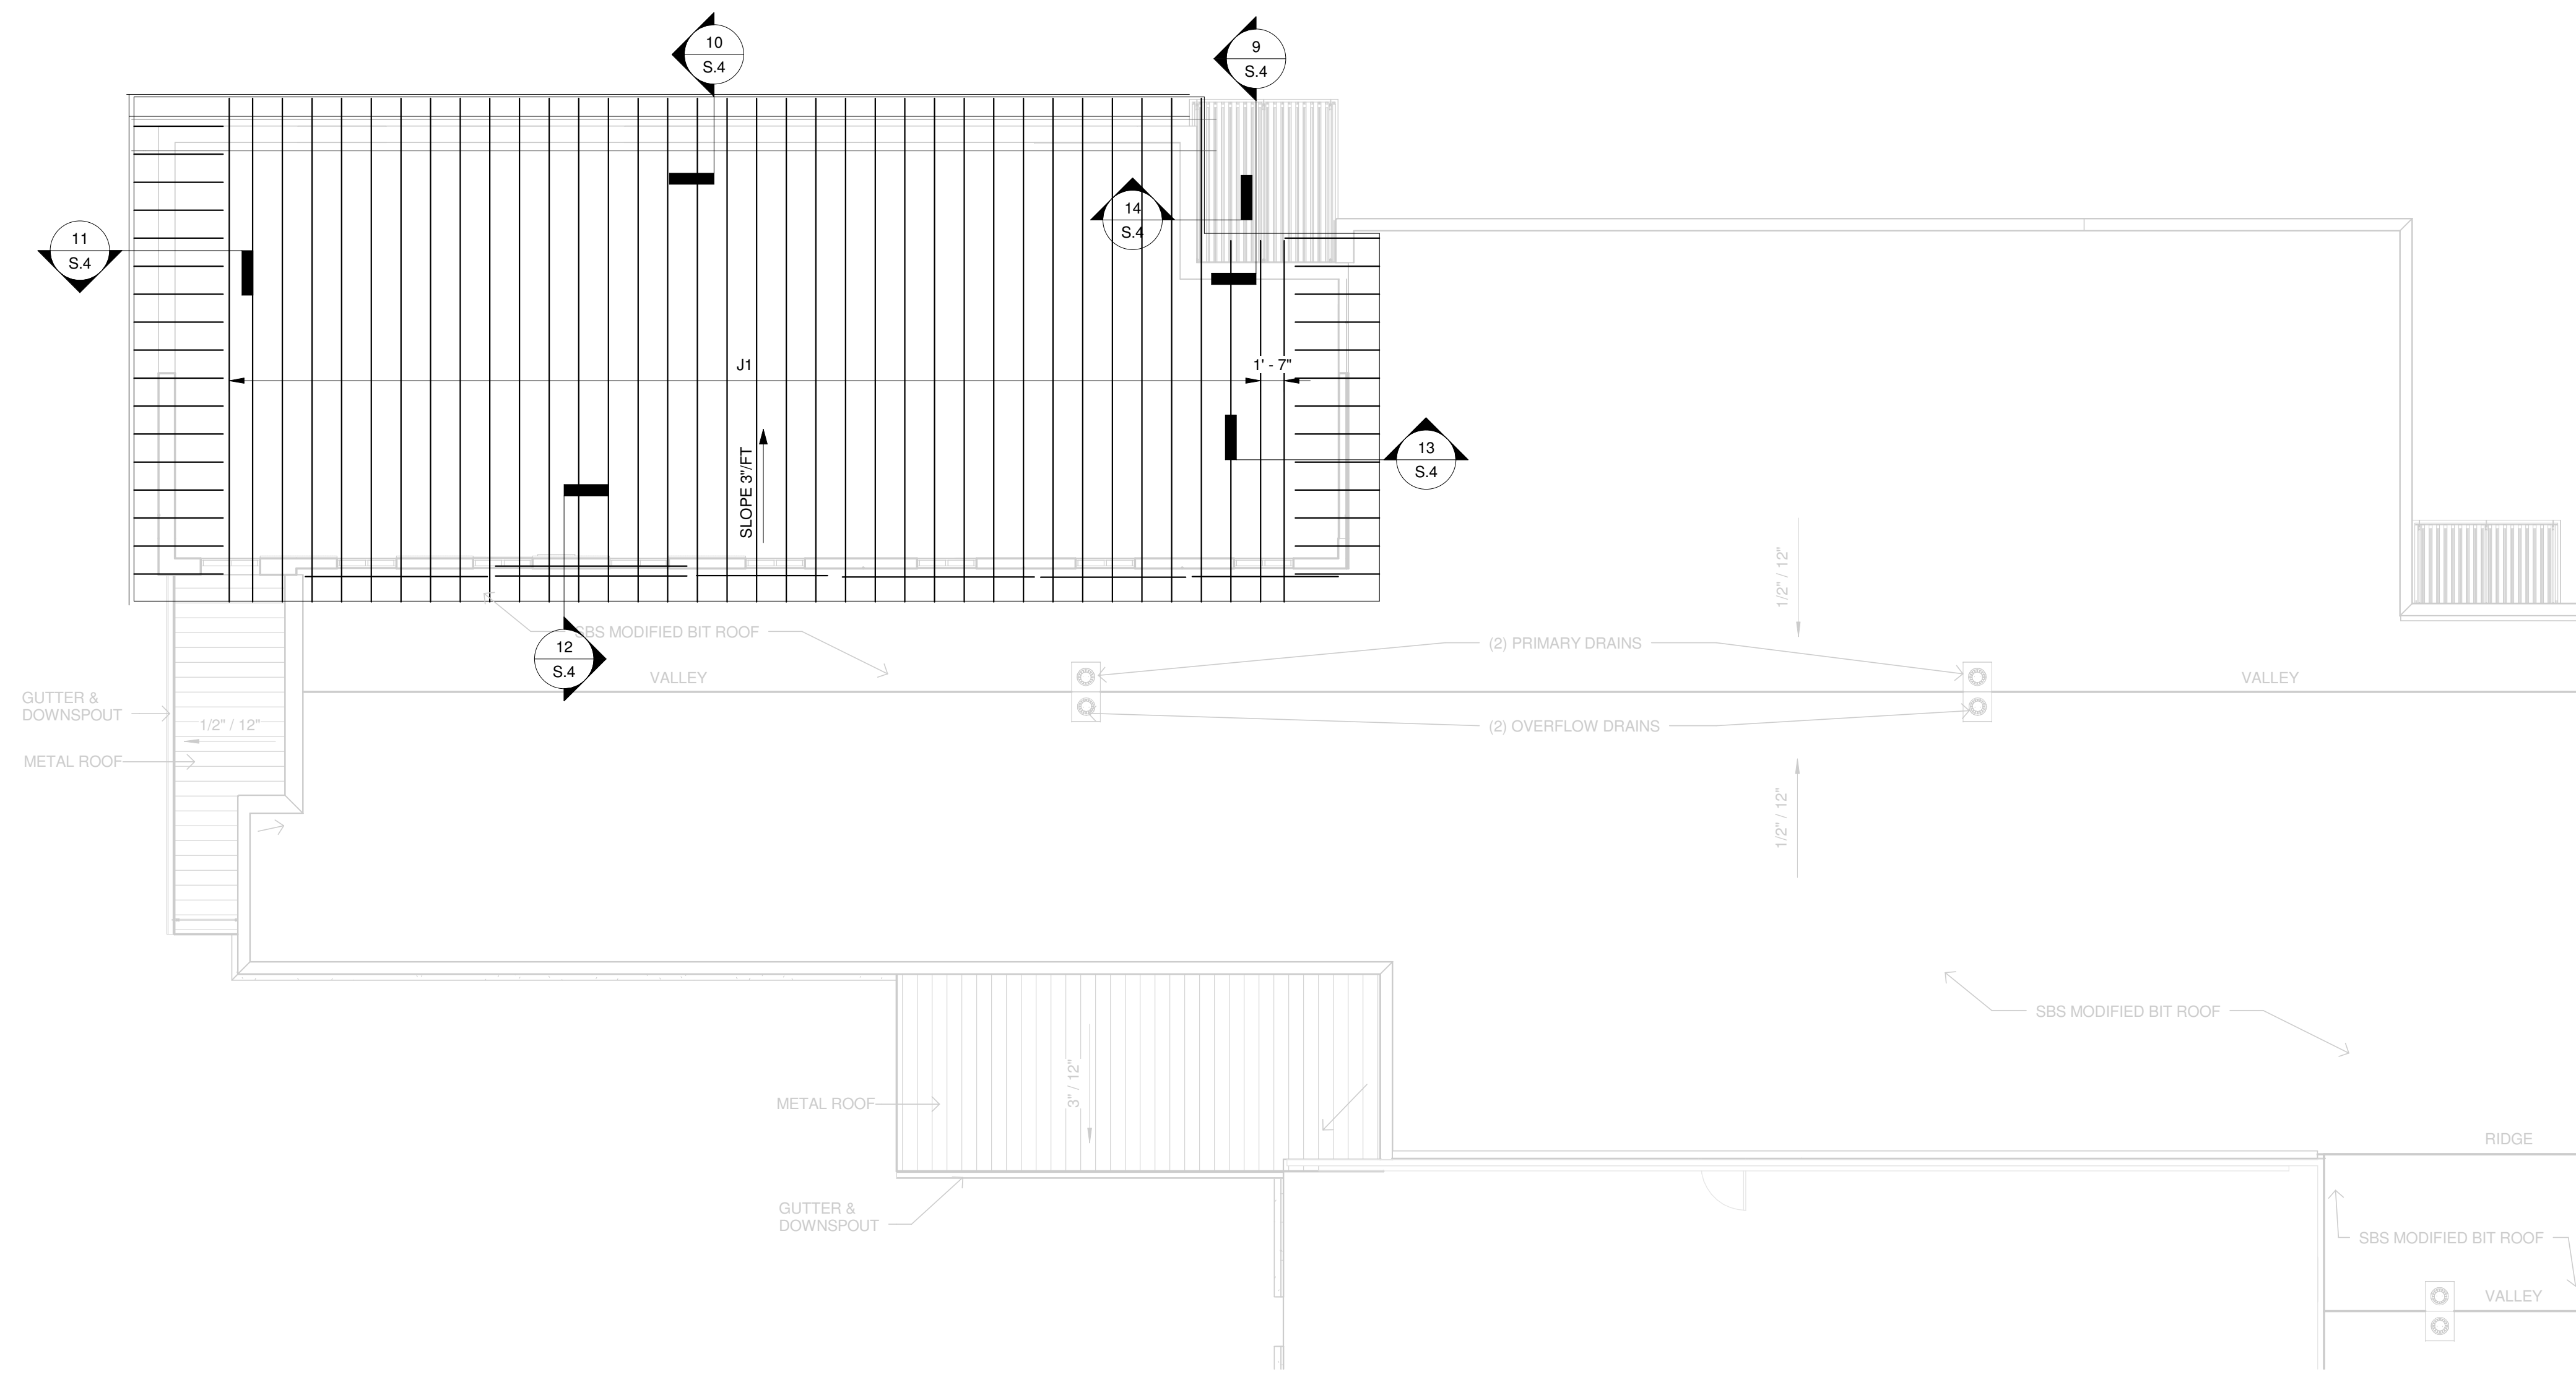 10
S.4
9
S.4
14
S.4
11
S.4
J1
1' - 7"
SLOPE 3"/FT
13
S.4
1/2" / 12"
SBS MODIFIED BIT ROOF
12
S.4
(2) PRIMARY DRAINS
VALLEY
VALLEY
GUTTER &
DOWNSPOUT
1/2" / 12"
(2) OVERFLOW DRAINS
METAL ROOF
1/2" / 12"
SBS MODIFIED BIT ROOF
3" / 12"
METAL ROOF
RIDGE
GUTTER &
DOWNSPOUT
SBS MODIFIED BIT ROOF
VALLEY